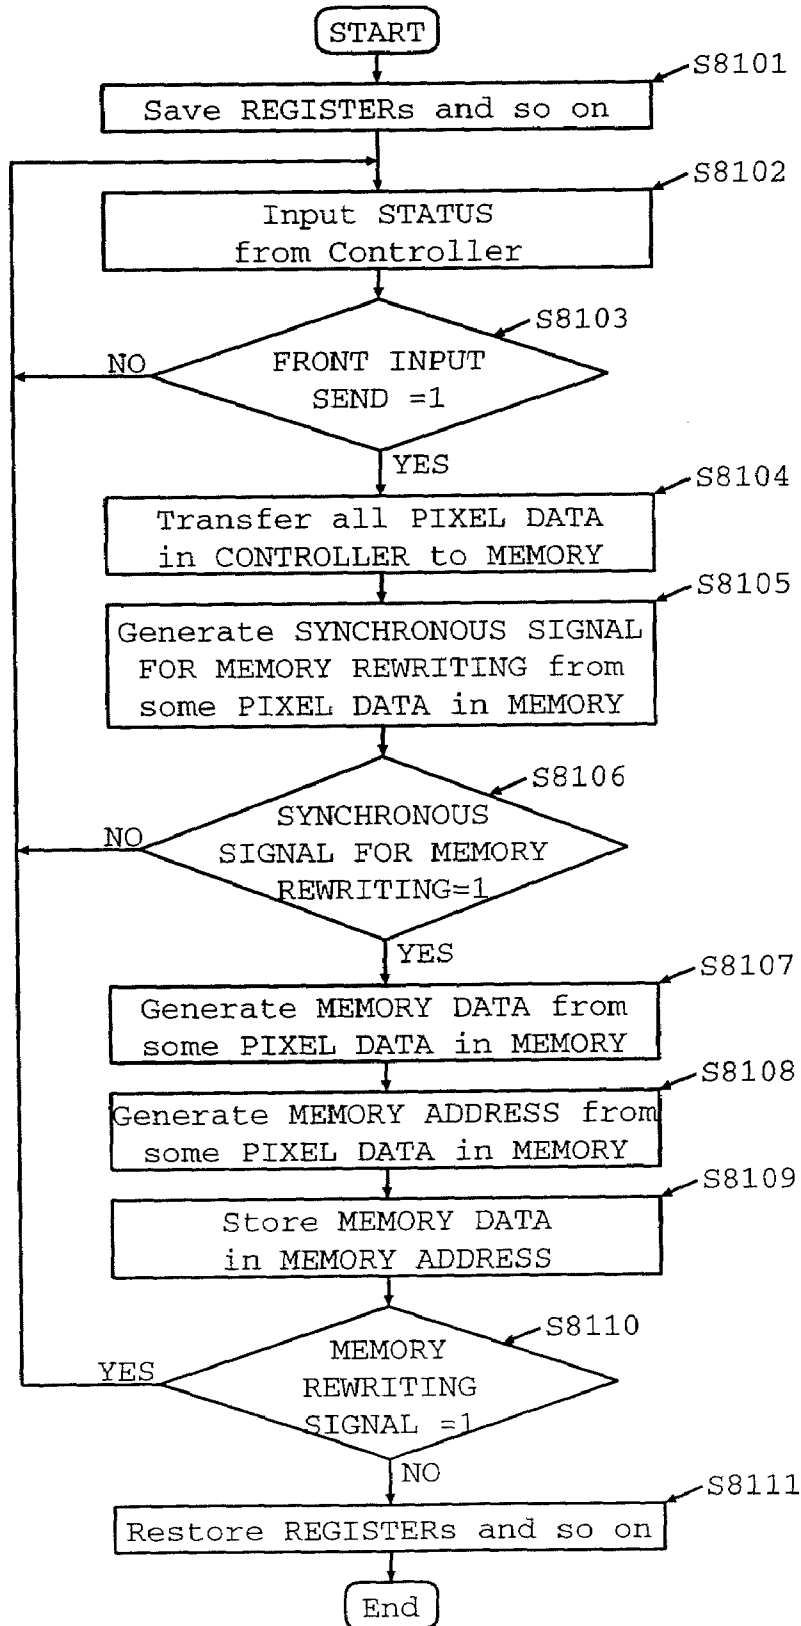 START
S8101
Save REGISTERs and so on
S8102
Input STATUS
from Controller
S8103
FRONT INPUT
SEND =1
NO
YES
S8104
Transfer all PIXEL DATA
in CONTROLLER to MEMORY
S8105
Generate SYNCHRONOUS SIGNAL
FOR MEMORY REWRITING from
some PIXEL DATA in MEMORY
S8106
SYNCHRONOUS
SIGNAL FOR MEMORY
REWRITING=1
NO
YES
S8107
Generate MEMORY DATA from
some PIXEL DATA in MEMORY
S8108
Generate MEMORY ADDRESS from
some PIXEL DATA in MEMORY
S8109
Store MEMORY DATA
in MEMORY ADDRESS
S8110
MEMORY
REWRITING
SIGNAL =1
YES
NO
S8111
Restore REGISTERs and so on
End